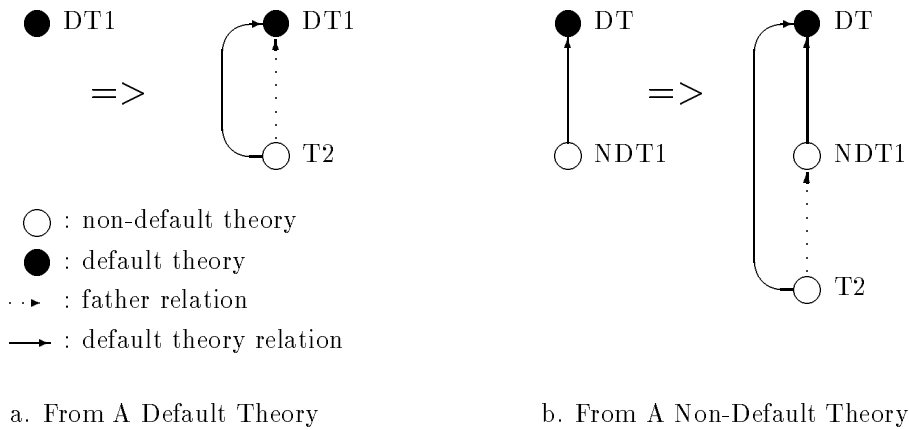 DT1
DT1
DT
DT
=>
=>
T2
NDT1
NDT1
T2
: non-default theory
: default theory
: father relation
: default theory relation
a. From A Default Theory
b. From A Non-Default Theory